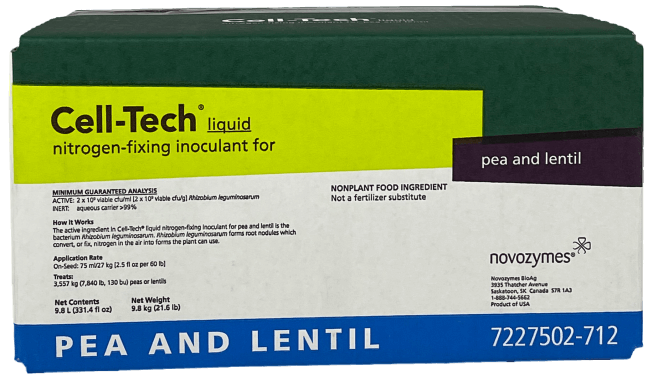 Cell-Tech liquid
Cell-Tech® liquid
nitrogen-fixing inoculant for
pea and lentil
MINIMUM GUARANTEED ANALYSIS
ACTIVE: 2 x 10⁹ viable cfu/ml [2 x 10⁹ viable cfu/g] Rhizobium leguminosarum
INERT: aqueous carrier >99%
NONPLANT FOOD INGREDIENT
Not a fertilizer substitute
How it Works
The active ingredient in Cell-Tech® liquid nitrogen-fixing inoculant for pea and lentil is the
bacterium Rhizobium leguminosarum. Rhizobium leguminosarum forms root nodules which
convert, or fix, nitrogen in the air into forms the plant can use.
Application Rate
On-Seed: 75 ml/27 kg [2.5 fl oz per 60 lb]
Treats:
3,557 kg (7,840 lb, 130 bu) peas or lentils
Net Contents
9.8 L (331.4 fl oz)
Net Weight
9.8 kg (21.6 lb)
novozymes®
Novozymes BioAg
3935 Thatcher Avenue
Saskatoon, SK Canada S7R 1A3
1-888-744-5662
Product of USA
PEA AND LENTIL
7227502-712